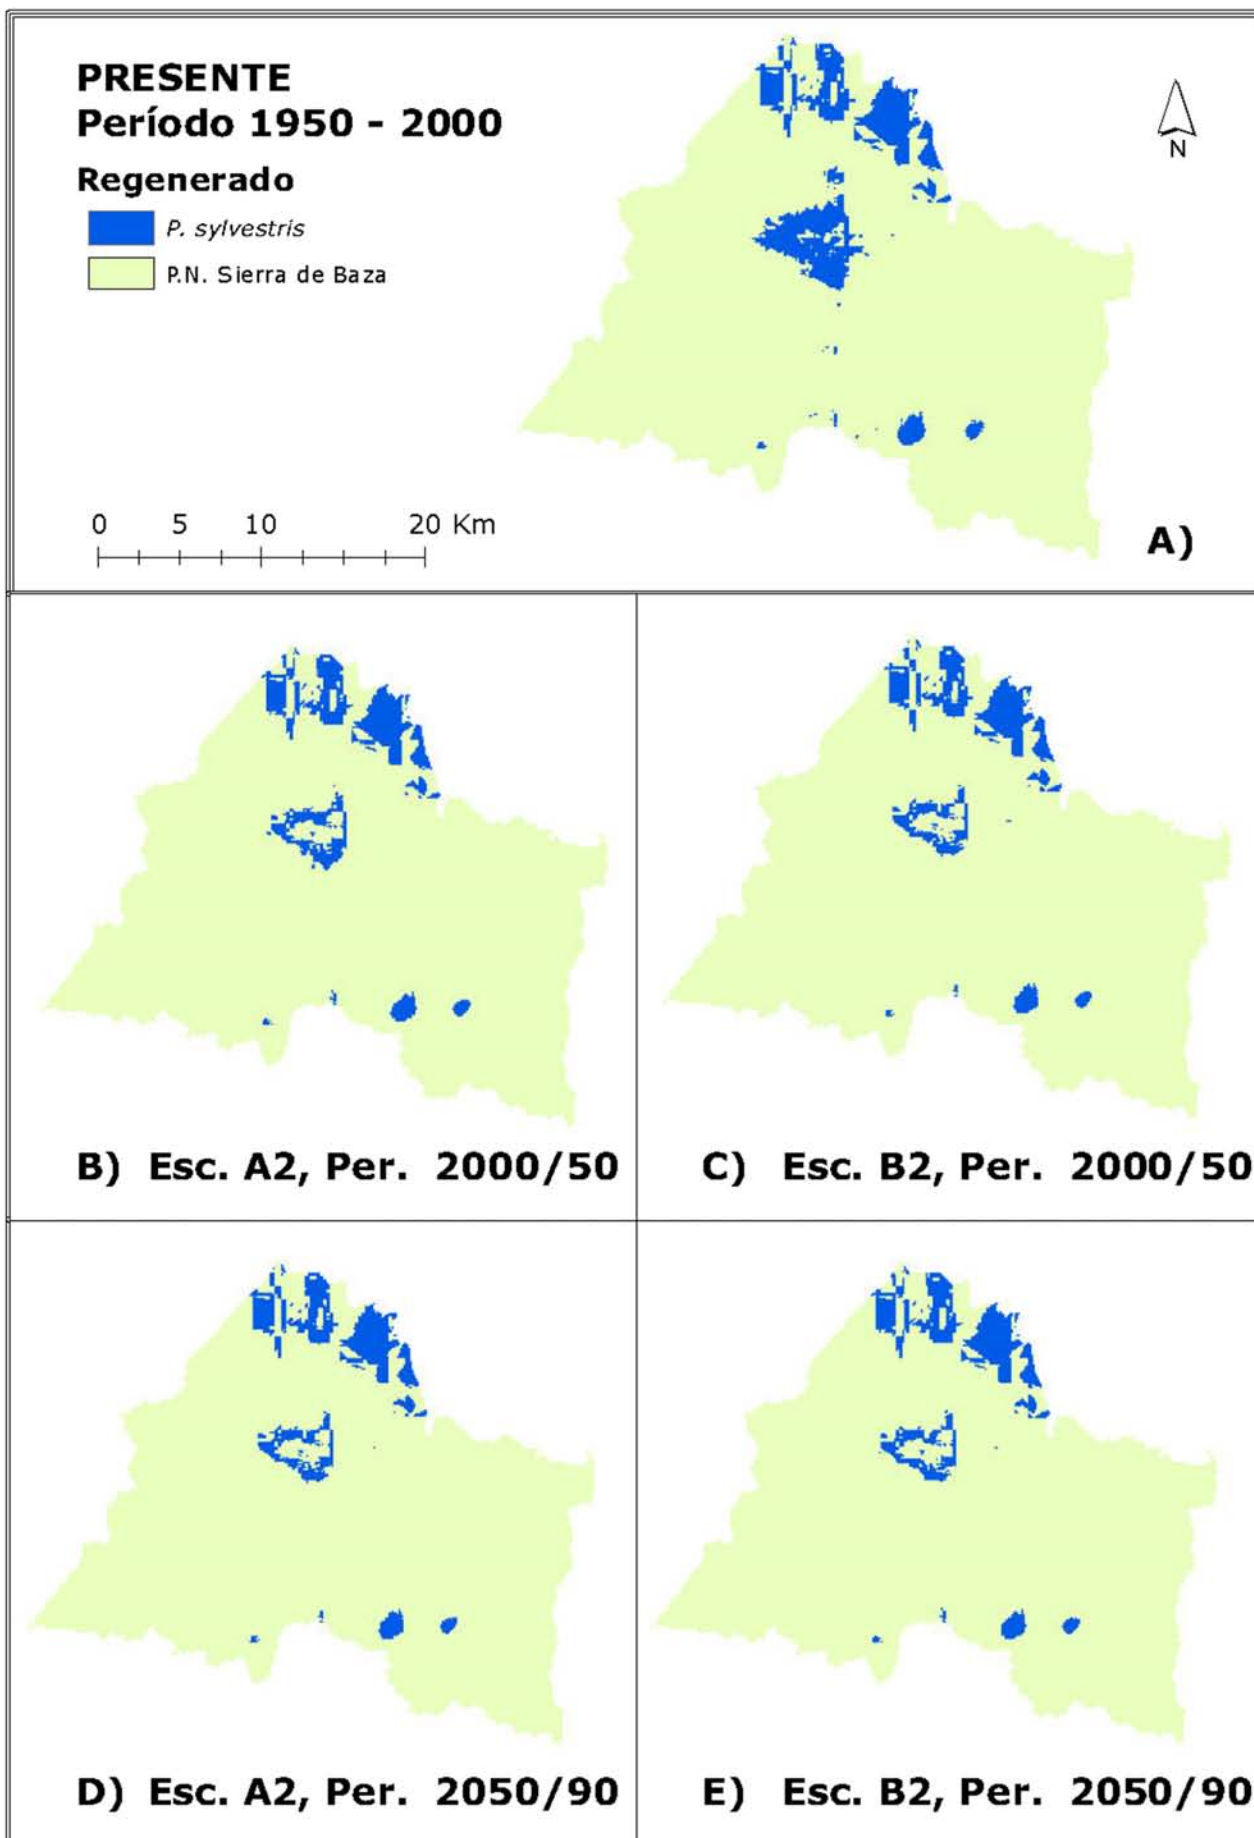 PRESENTE
Período 1950 - 2000
Regenerado
P. sylvestris
P.N. Sierra de Baza
N
0 5 10 20 Km
A)
B) Esc. A2, Per. 2000/50
C) Esc. B2, Per. 2000/50
D) Esc. A2, Per. 2050/90
E) Esc. B2, Per. 2050/90